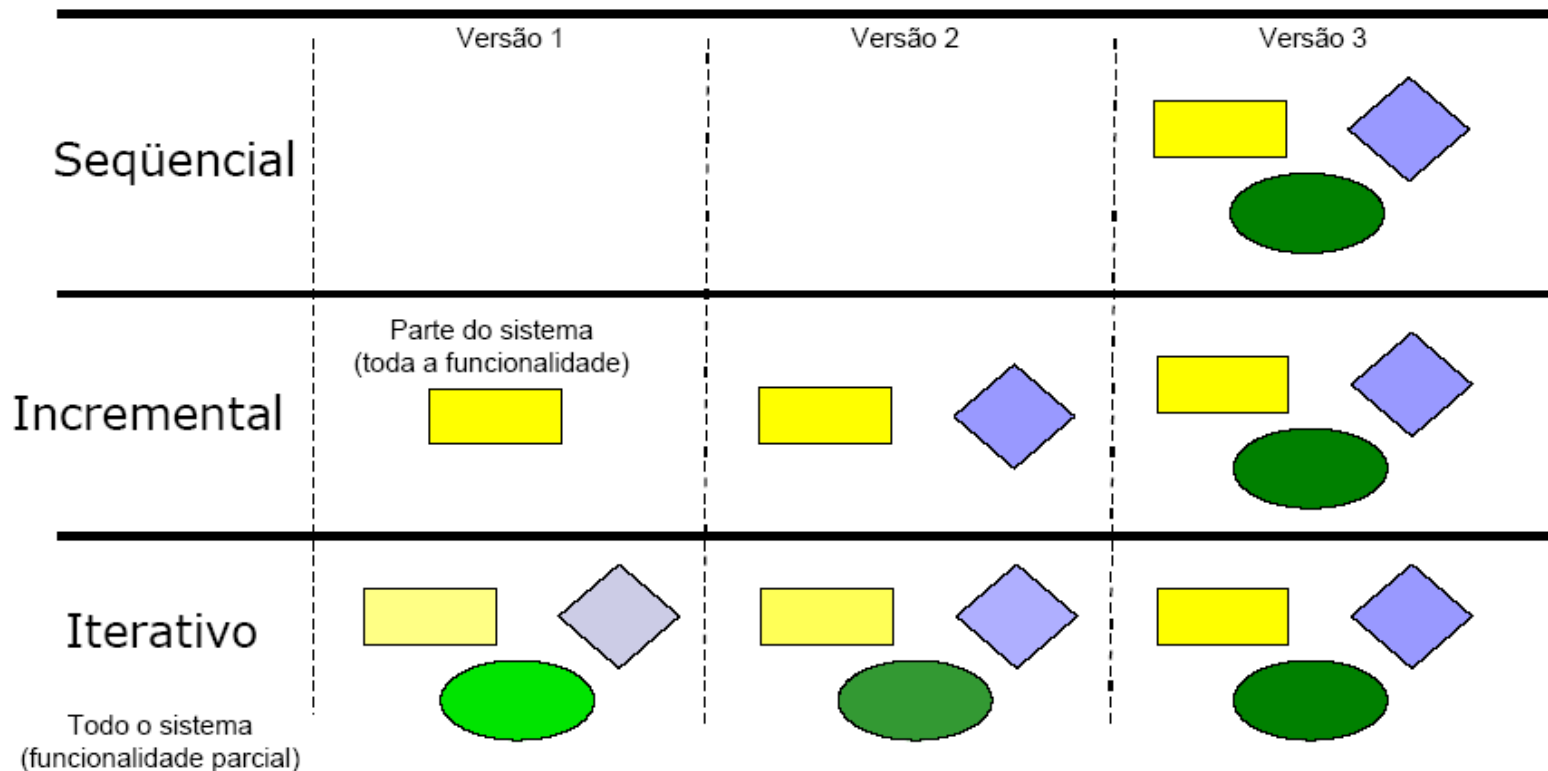 Versão 1
Versão 2
Versão 3
Seqüencial
Parte do sistema
(toda a funcionalidade)
Incremental
Iterativo
Todo o sistema
(funcionalidade parcial)